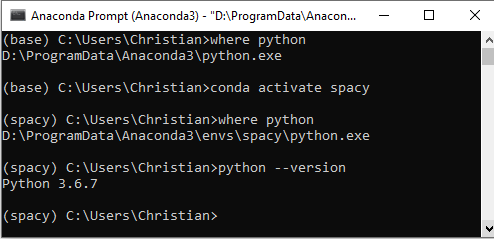 Anaconda Prompt (Anaconda3) - "D:\ProgramData\Anacon...
(base) C:\Users\Christian>where python
D:\ProgramData\Anaconda3\python.exe
(base) C:\Users\Christian>conda activate spacy
(spacy) C:\Users\Christian>where python
D:\ProgramData\Anaconda3\envs\spacy\python.exe
(spacy) C:\Users\Christian>python --version
Python 3.6.7
(spacy) C:\Users\Christian>